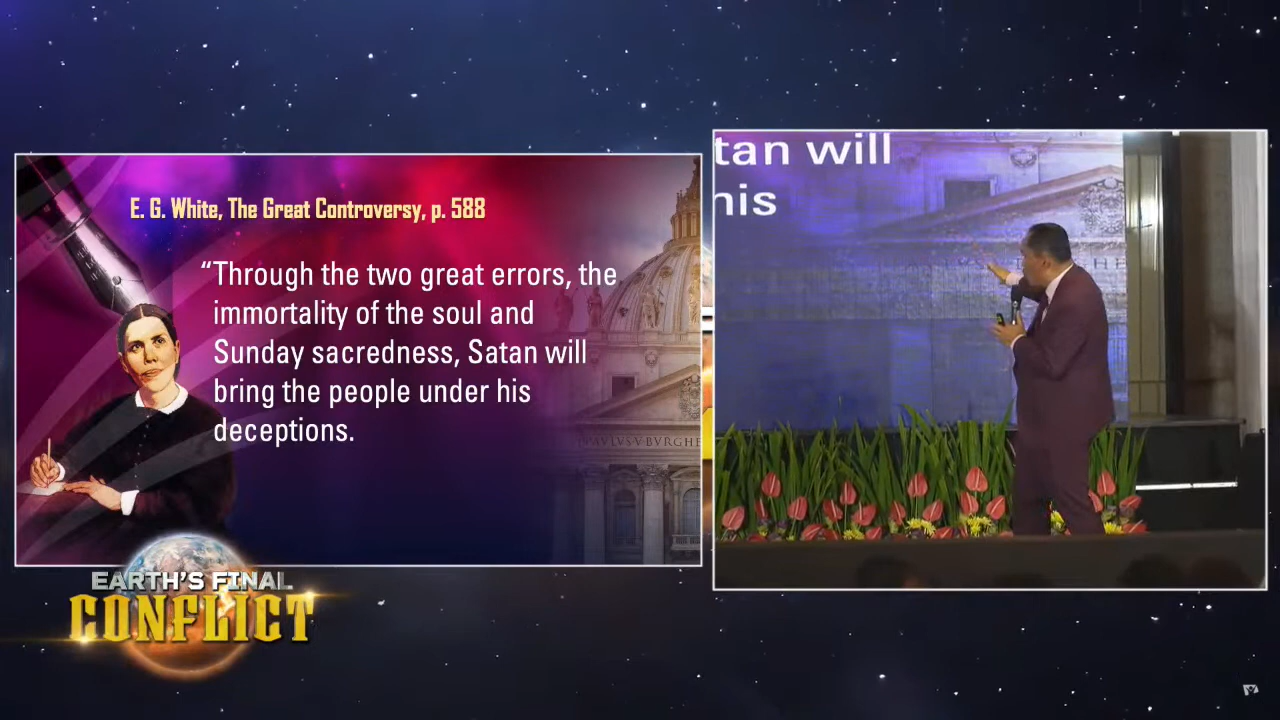 E. G. White, The Great Controversy, p. 588
“Through the two great errors, the
immortality of the soul and
Sunday sacredness, Satan will
bring the people under his
deceptions.
EARTH'S FINAL
CONFLICT
tan will
his